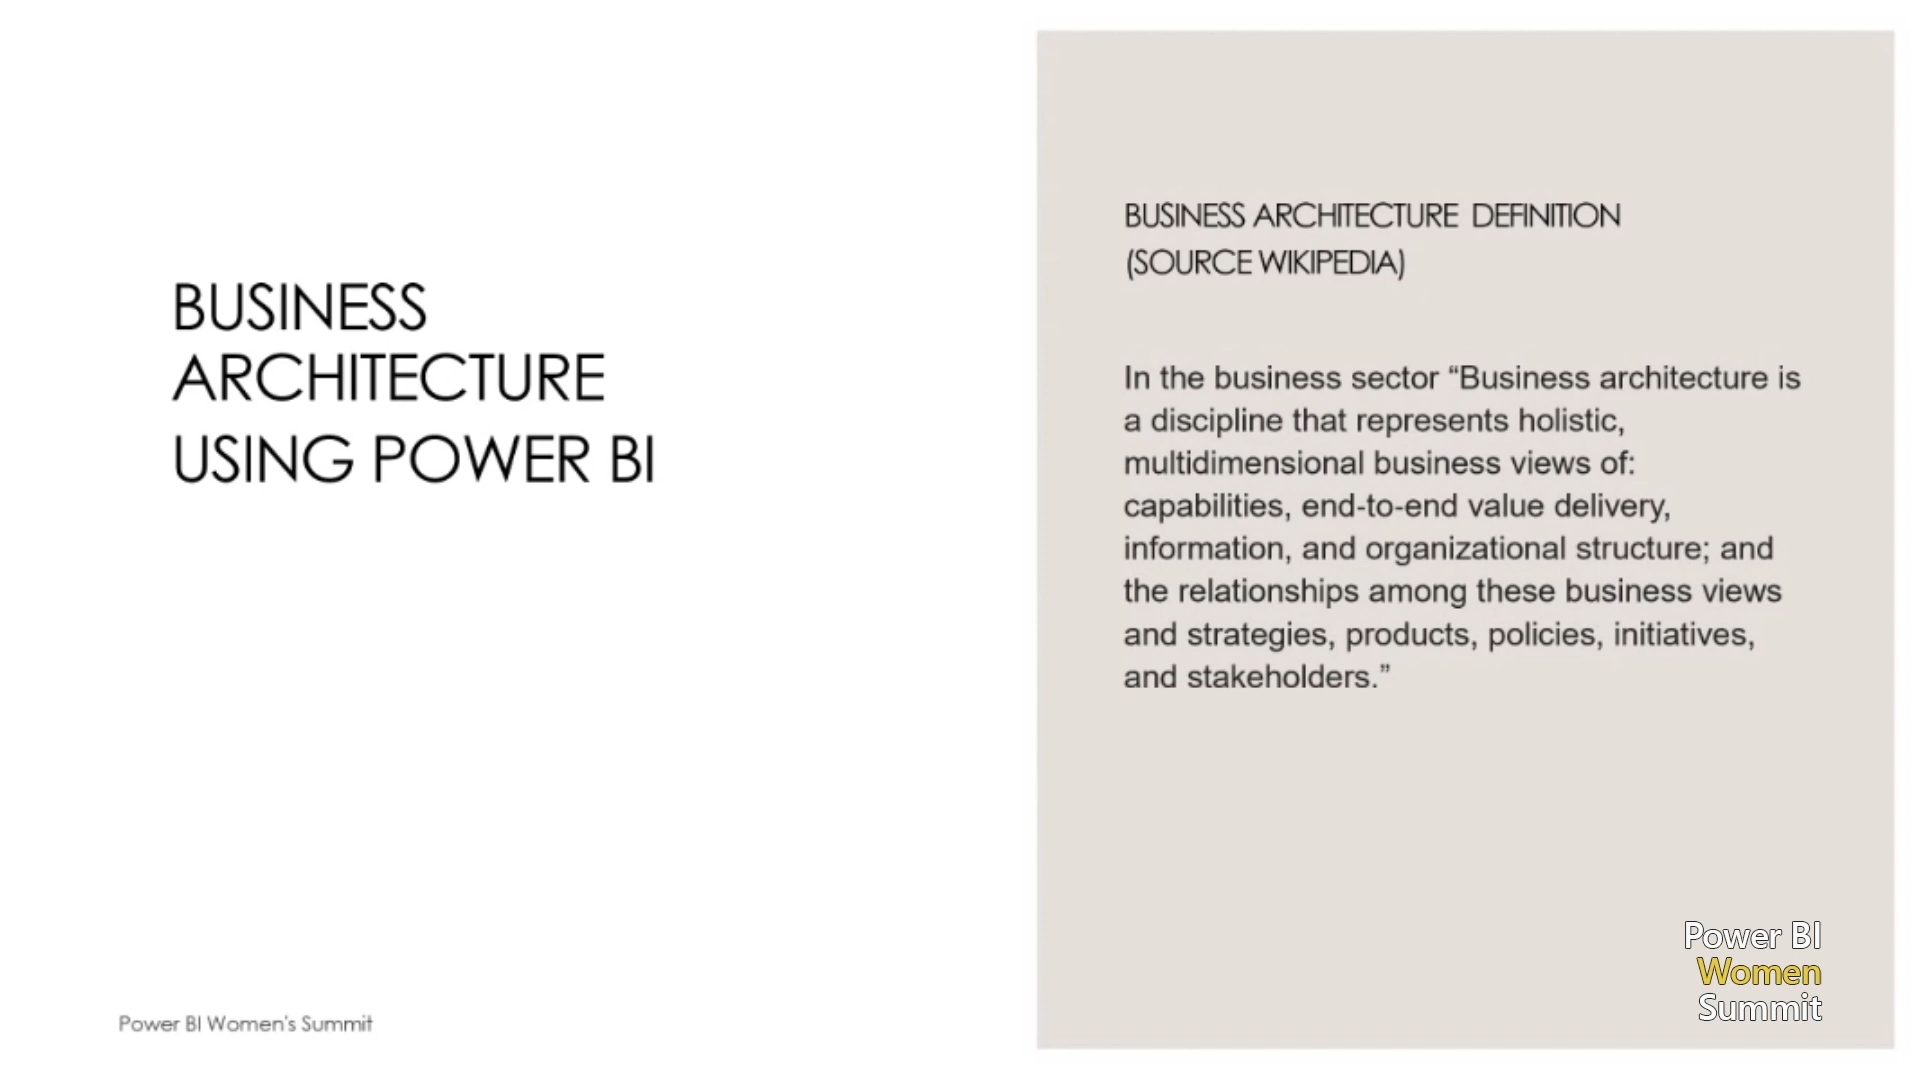 BUSINESS
ARCHITECTURE
USING POWER BI
BUSINESS ARCHITECTURE DEFINITION
(SOURCE WIKIPEDIA)
In the business sector “Business architecture is
a discipline that represents holistic,
multidimensional business views of:
capabilities, end-to-end value delivery,
information, and organizational structure; and
the relationships among these business views
and strategies, products, policies, initiatives,
and stakeholders.”
Power BI Women's Summit
Power BI
Women
Summit